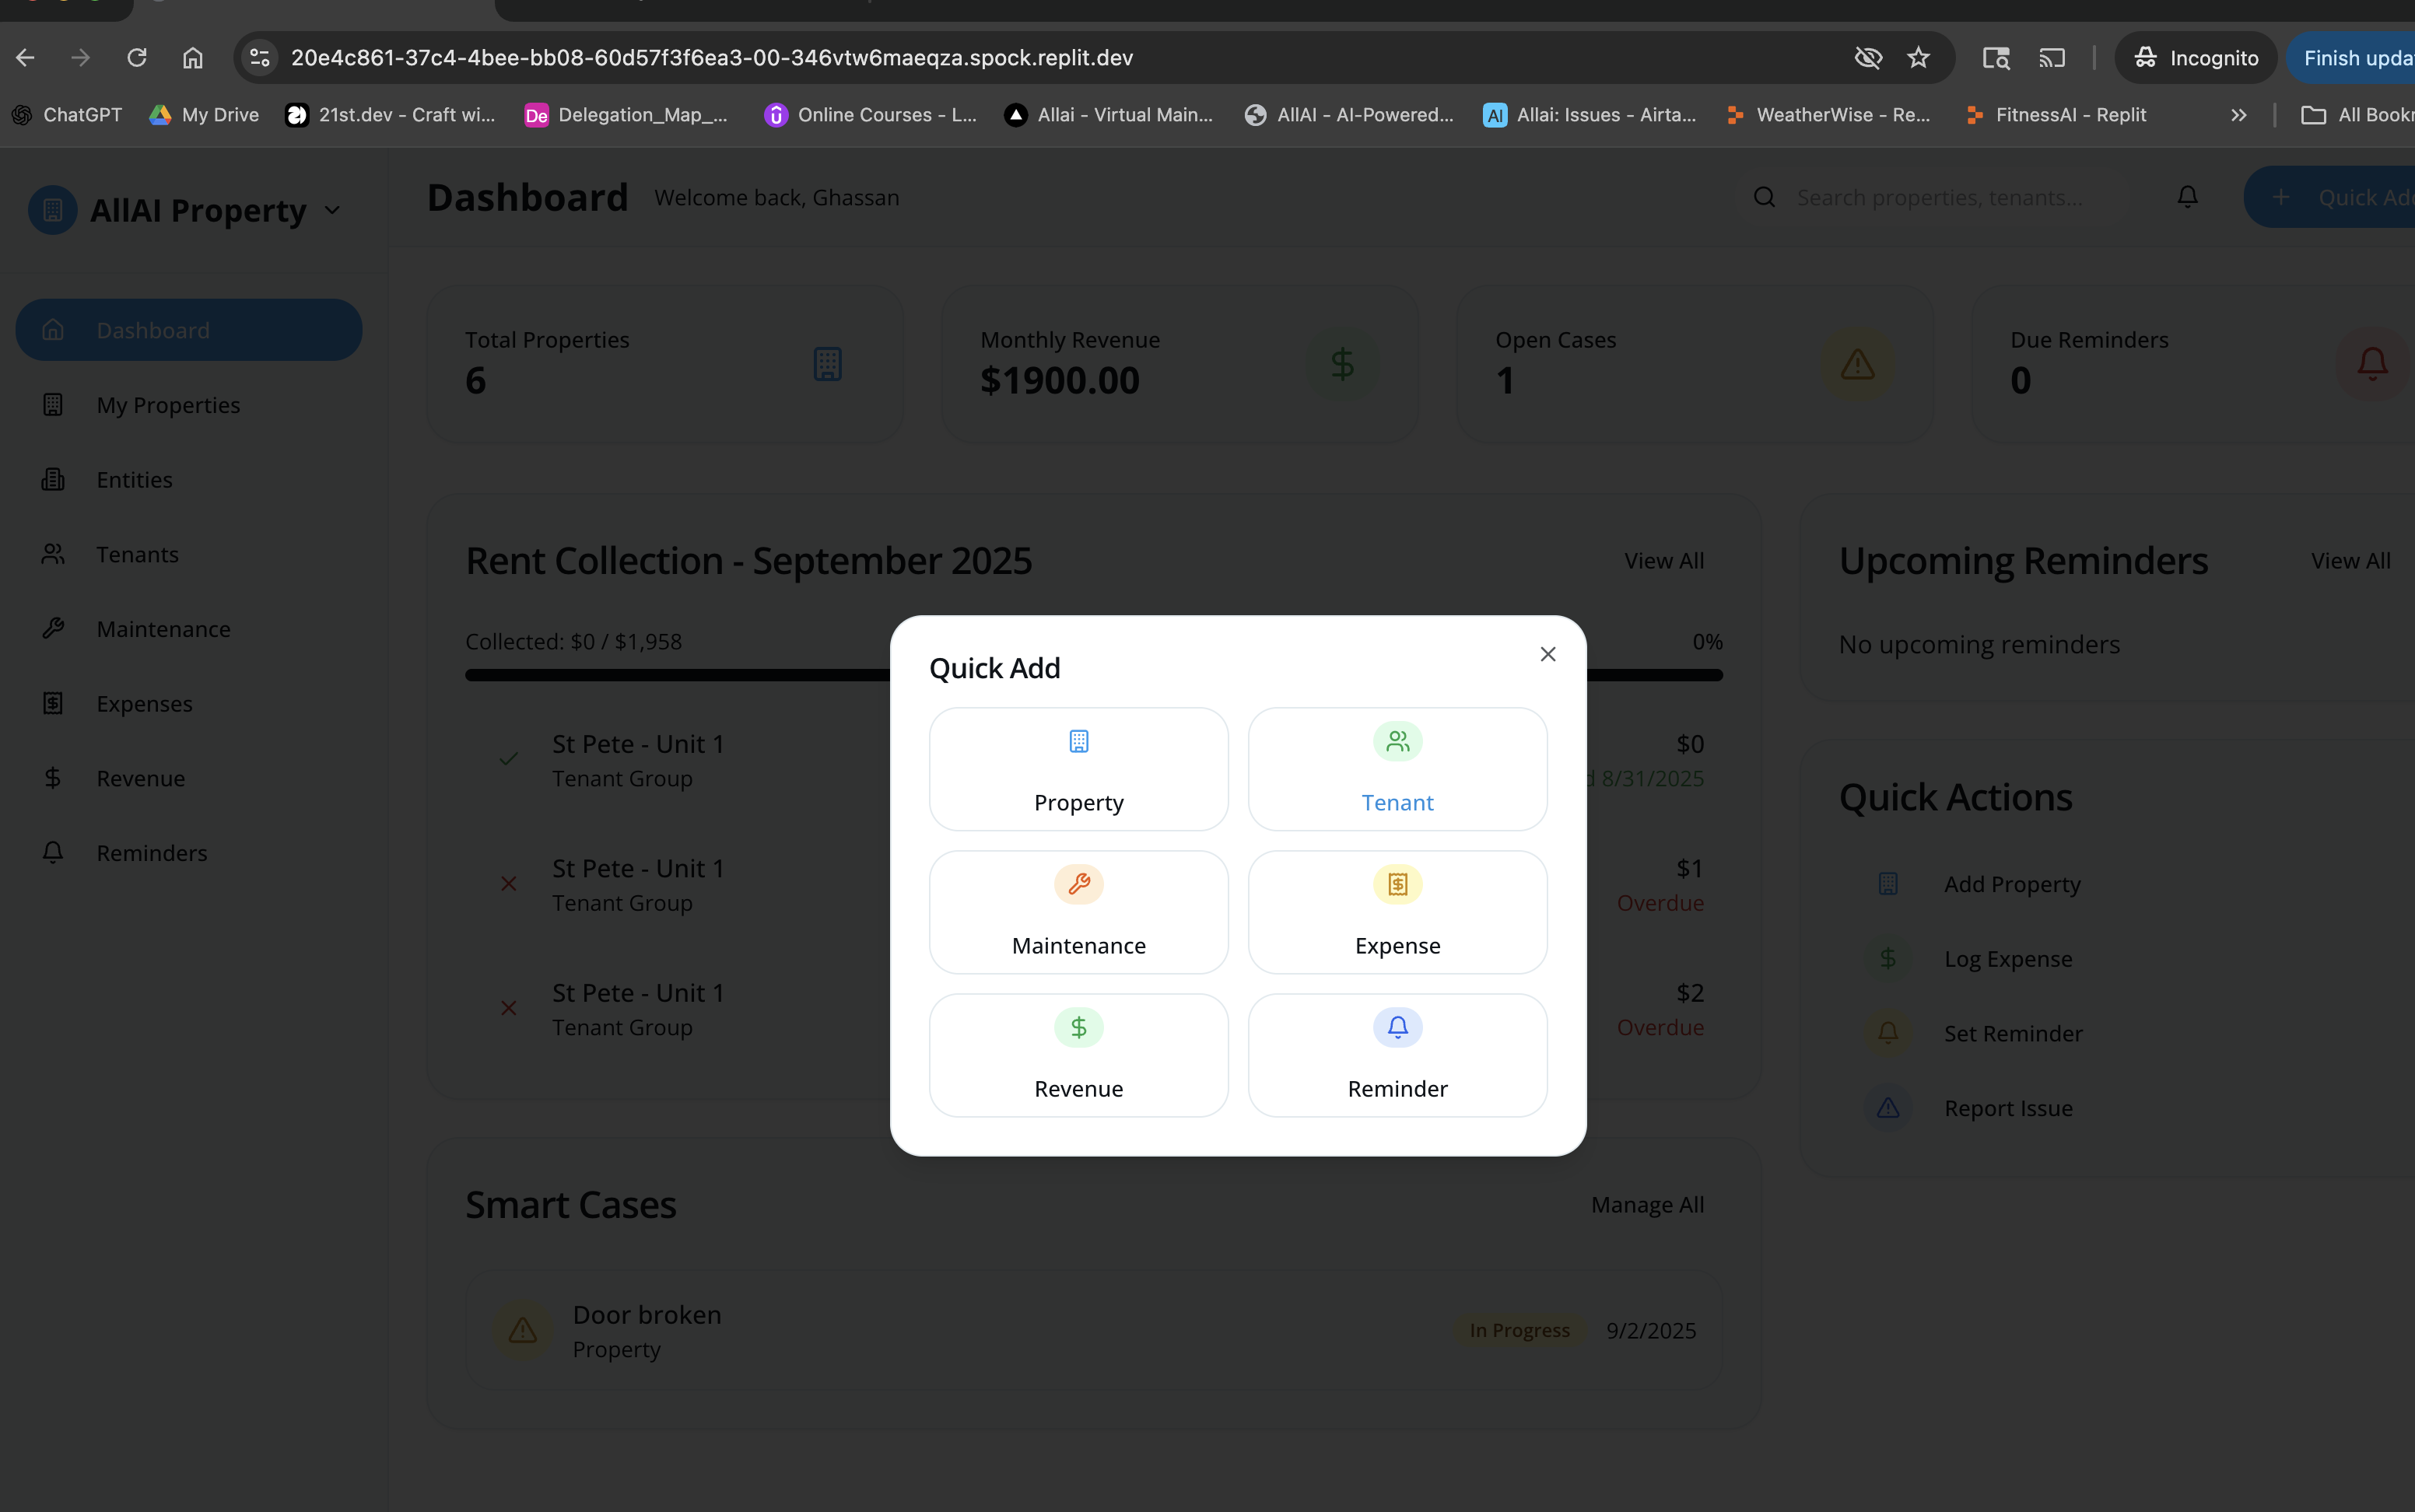 20e4c861-37c4-4bee-bb08-60d57f3f6ea3-00-346vtw6maeqza.spock.replit.dev
Incognito
Finish upda
ChatGPT
My Drive
21st.dev - Craft wi...
De
Delegation_Map_...
Online Courses - L...
Allai - Virtual Main...
AllAI - AI-Powered...
AI
Allai: Issues - Airta...
WeatherWise - Re...
FitnessAI - Replit
All Book
AllAI Property
Dashboard
Welcome back, Ghassan
Search properties, tenants...
Quick Add
Dashboard
My Properties
Entities
Tenants
Maintenance
Expenses
Revenue
Reminders
Total Properties
6
Monthly Revenue
$1900.00
Open Cases
1
Due Reminders
0
Rent Collection - September 2025
View All
Collected: $0 / $1,958
0%
St Pete - Unit 1
Tenant Group
$0
d 8/31/2025
St Pete - Unit 1
Tenant Group
$1
Overdue
St Pete - Unit 1
Tenant Group
$2
Overdue
Quick Add
Property
Tenant
Maintenance
Expense
Revenue
Reminder
Upcoming Reminders
View All
No upcoming reminders
Quick Actions
Add Property
Log Expense
Set Reminder
Report Issue
Smart Cases
Manage All
Door broken
Property
In Progress
9/2/2025